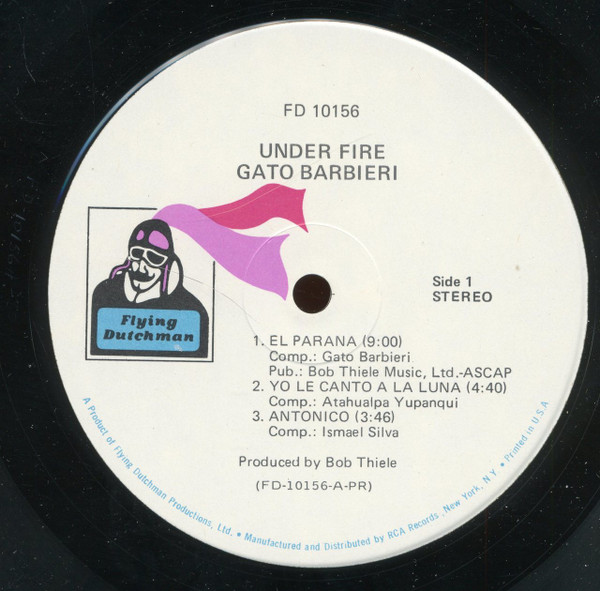 FD 10156
UNDER FIRE
GATO BARBIERI
Side 1
STEREO
Flying
Dutchman
1. EL PARANA (9:00)
Comp.: Gato Barbieri
Pub.: Bob Thiele Music, Ltd.-ASCAP
2. YO LE CANTO A LA LUNA (4:40)
Comp.: Atahualpa Yupanqui
3. ANTONICO (3:46)
Comp.: Ismael Silva
Produced by Bob Thiele
(FD-10156-A-PR)
A Product of Flying Dutchman Productions, Ltd. • Manufactured and Distributed by RCA Records, New York, N.Y. • Printed in U.S.A